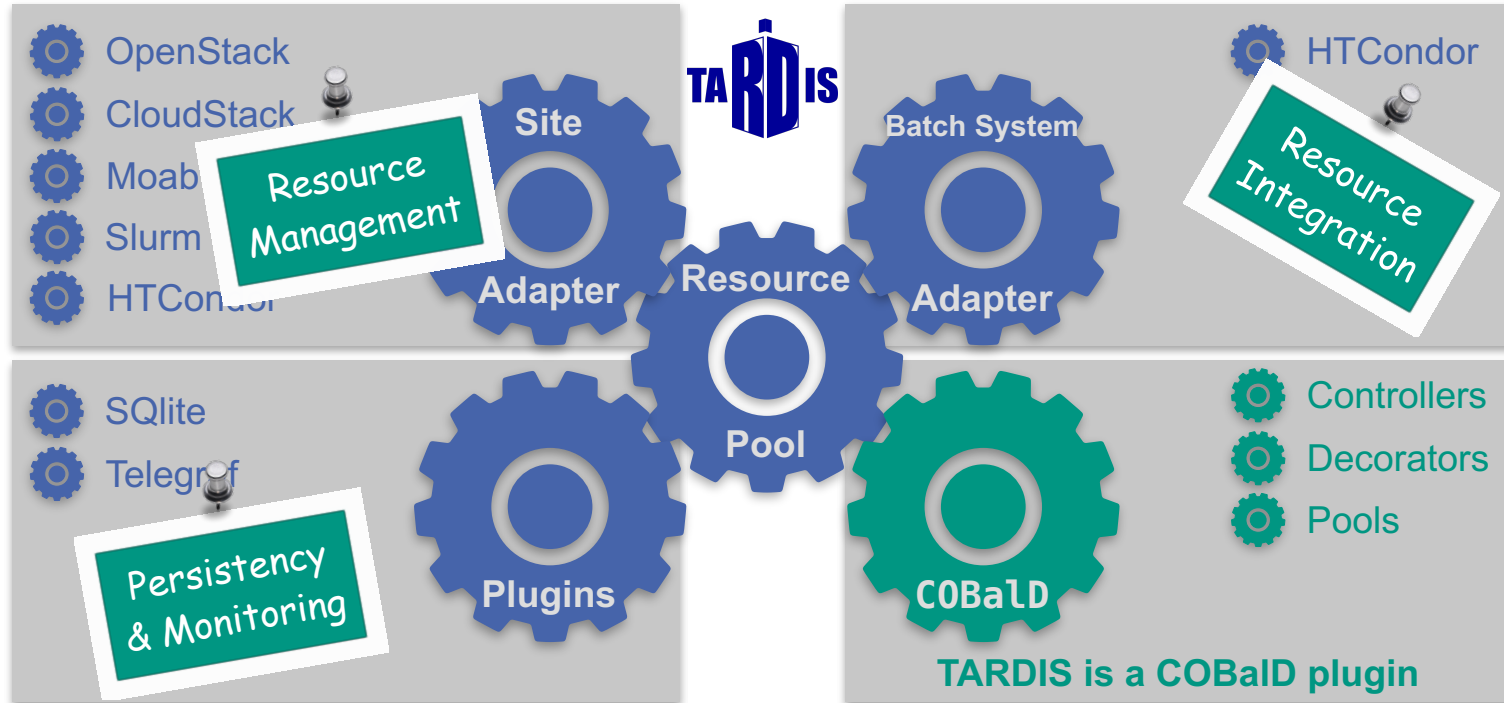 OpenStack
CloudStack
Moab
Slurm
HTCondor
Resource
Management
Site
Adapter
TARDIS
Batch System
Adapter
HTCondor
Resource
Integration
Resource
Pool
SQlite
Telegraf
Persistency
& Monitoring
Plugins
COBalD
Controllers
Decorators
Pools
TARDIS is a COBalD plugin